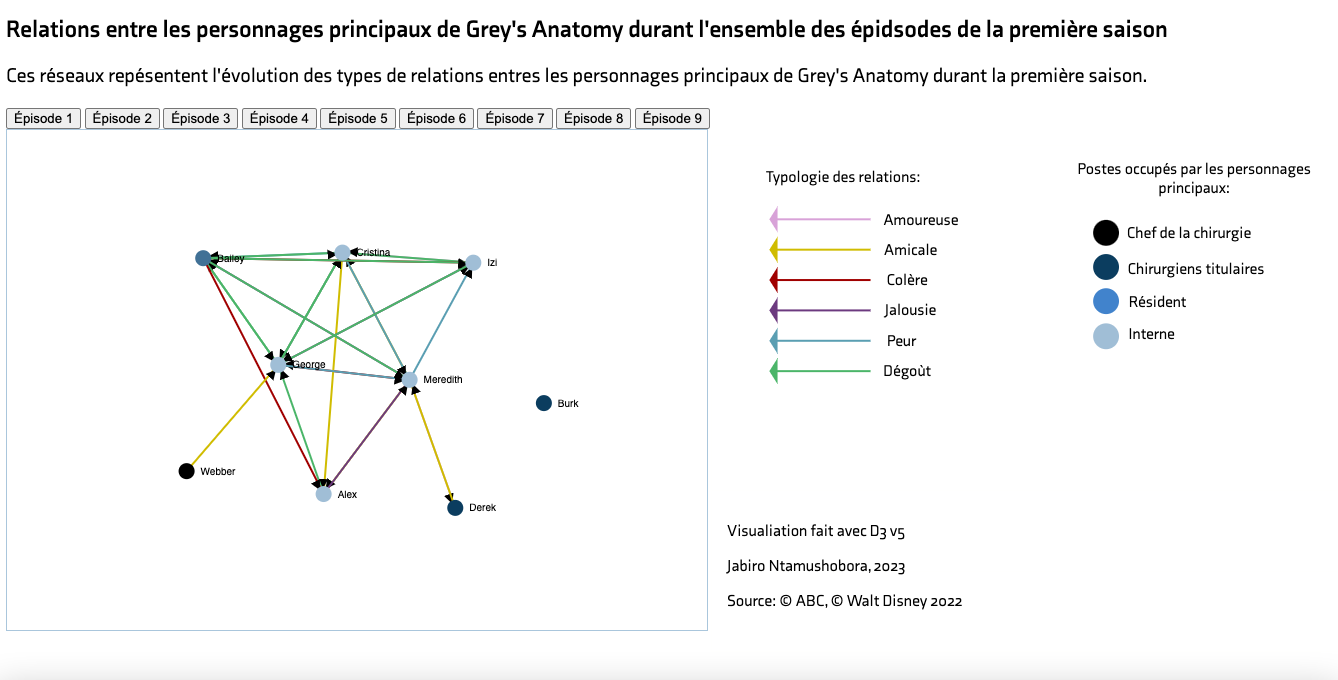 Relations entre les personnages principaux de Grey's Anatomy durant l'ensemble des épidsodes de la première saison
Ces réseaux repésentent l'évolution des types de relations entres les personnages principaux de Grey's Anatomy durant la première saison.
Épisode 1 Épisode 2 Épisode 3 Épisode 4 Épisode 5 Épisode 6 Épisode 7 Épisode 8 Épisode 9
Bailey
Cristina
Izi
George
Meredith
Burk
Webber
Alex
Derek
Typologie des relations:
Amoureuse
Amicale
Colère
Jalousie
Peur
Dégoùt
Postes occupés par les personnages
principaux:
Chef de la chirurgie
Chirurgiens titulaires
Résident
Interne
Visualiation fait avec D3 v5
Jabiro Ntamushobora, 2023
Source: © ABC, © Walt Disney 2022